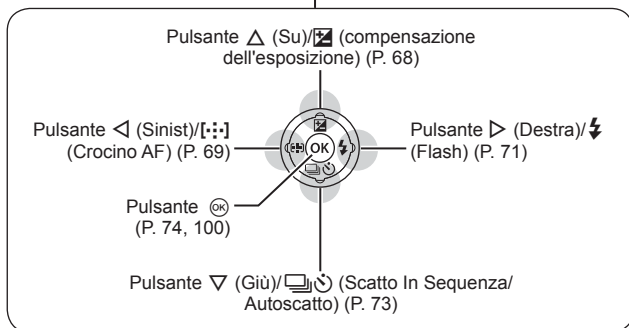 Pulsante △ (Su)/ (compensazione
dell'esposizione) (P. 68)
Pulsante ◁ (Sinist)/[·:·]
(Crocino AF) (P. 69)
Pulsante ▷ (Destra)/
(Flash) (P. 71)
OK
Pulsante OK
(P. 74, 100)
Pulsante ▽ (Giù)/ (Scatto In Sequenza/
Autoscatto) (P. 73)